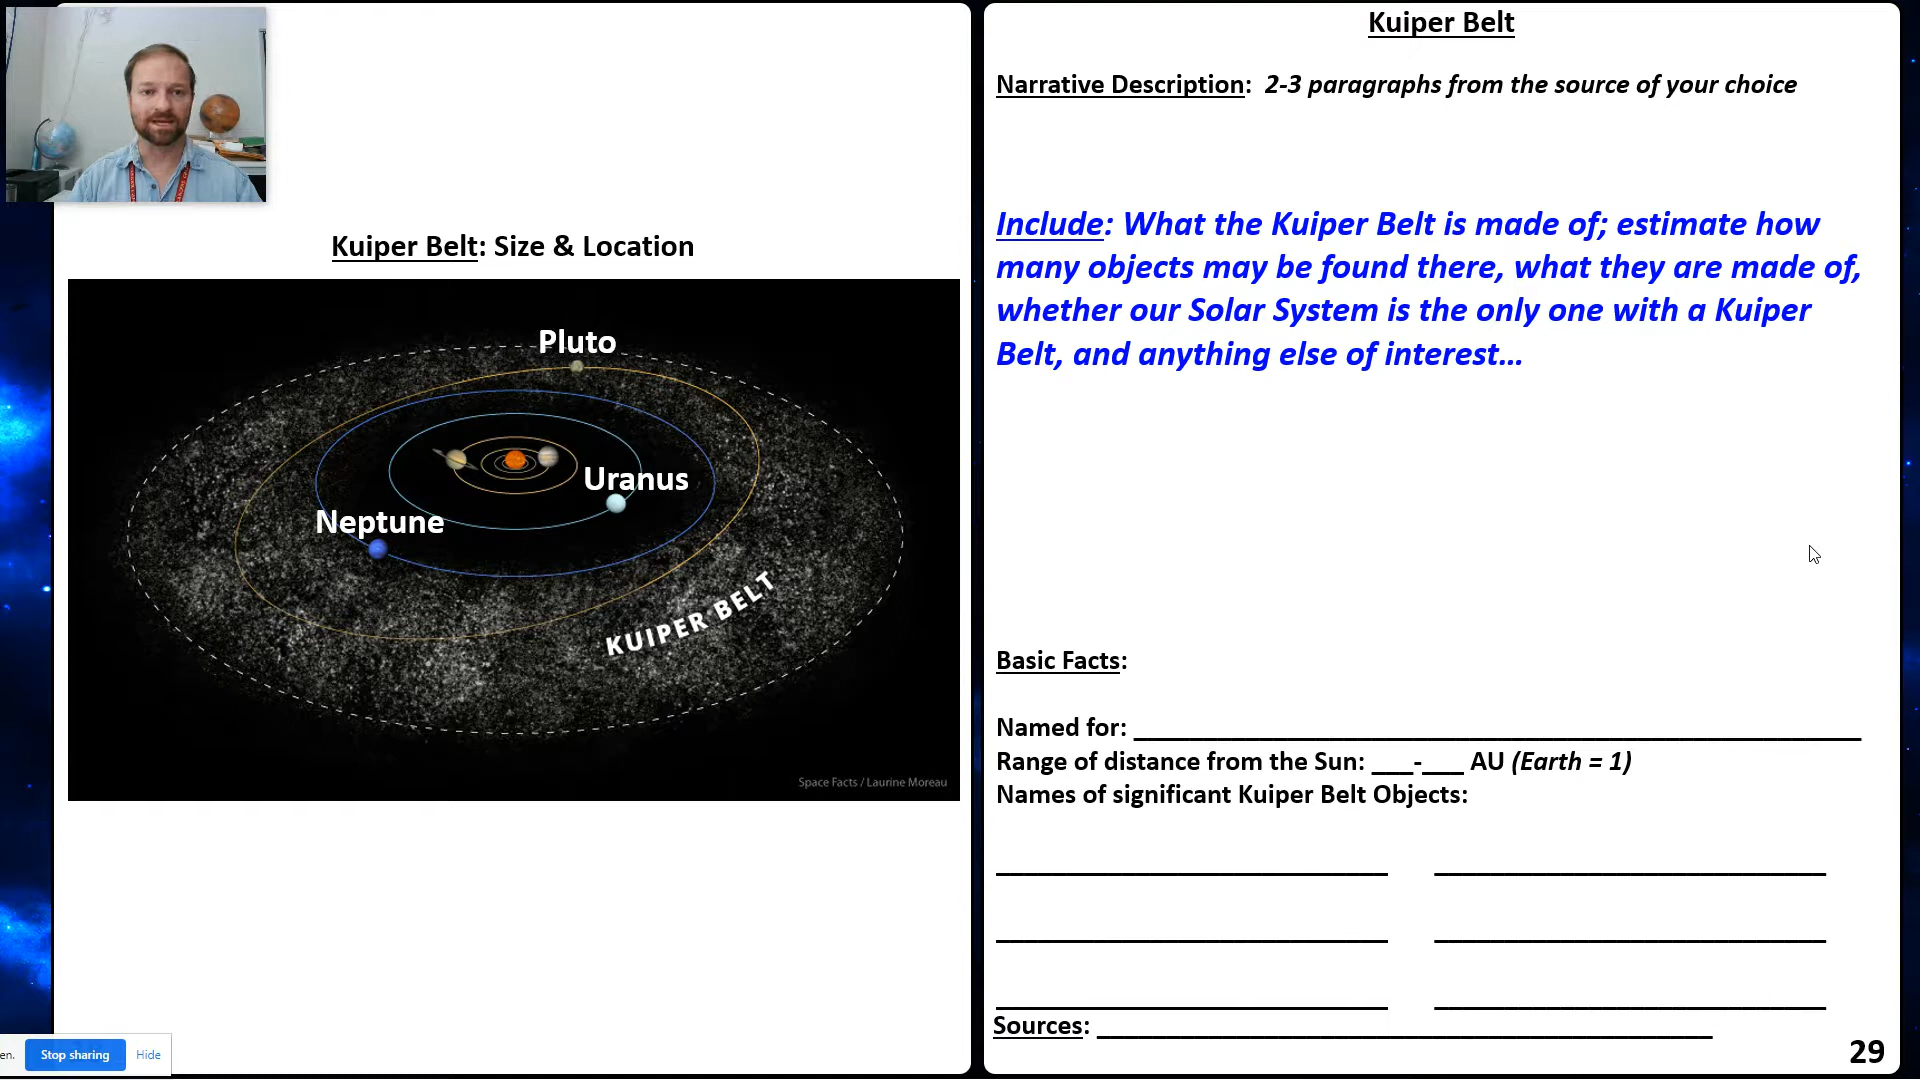 Kuiper Belt: Size & Location
Pluto
Uranus
Neptune
KUIPER BELT
Space Facts / Laurine Moreau
en.
Stop sharing
Hide
Kuiper Belt
Narrative Description: 2-3 paragraphs from the source of your choice
Include: What the Kuiper Belt is made of; estimate how
many objects may be found there, what they are made of,
whether our Solar System is the only one with a Kuiper
Belt, and anything else of interest...
Basic Facts:
Named for: ___
Range of distance from the Sun: ___-___ AU (Earth = 1)
Names of significant Kuiper Belt Objects:
Sources: ___
29